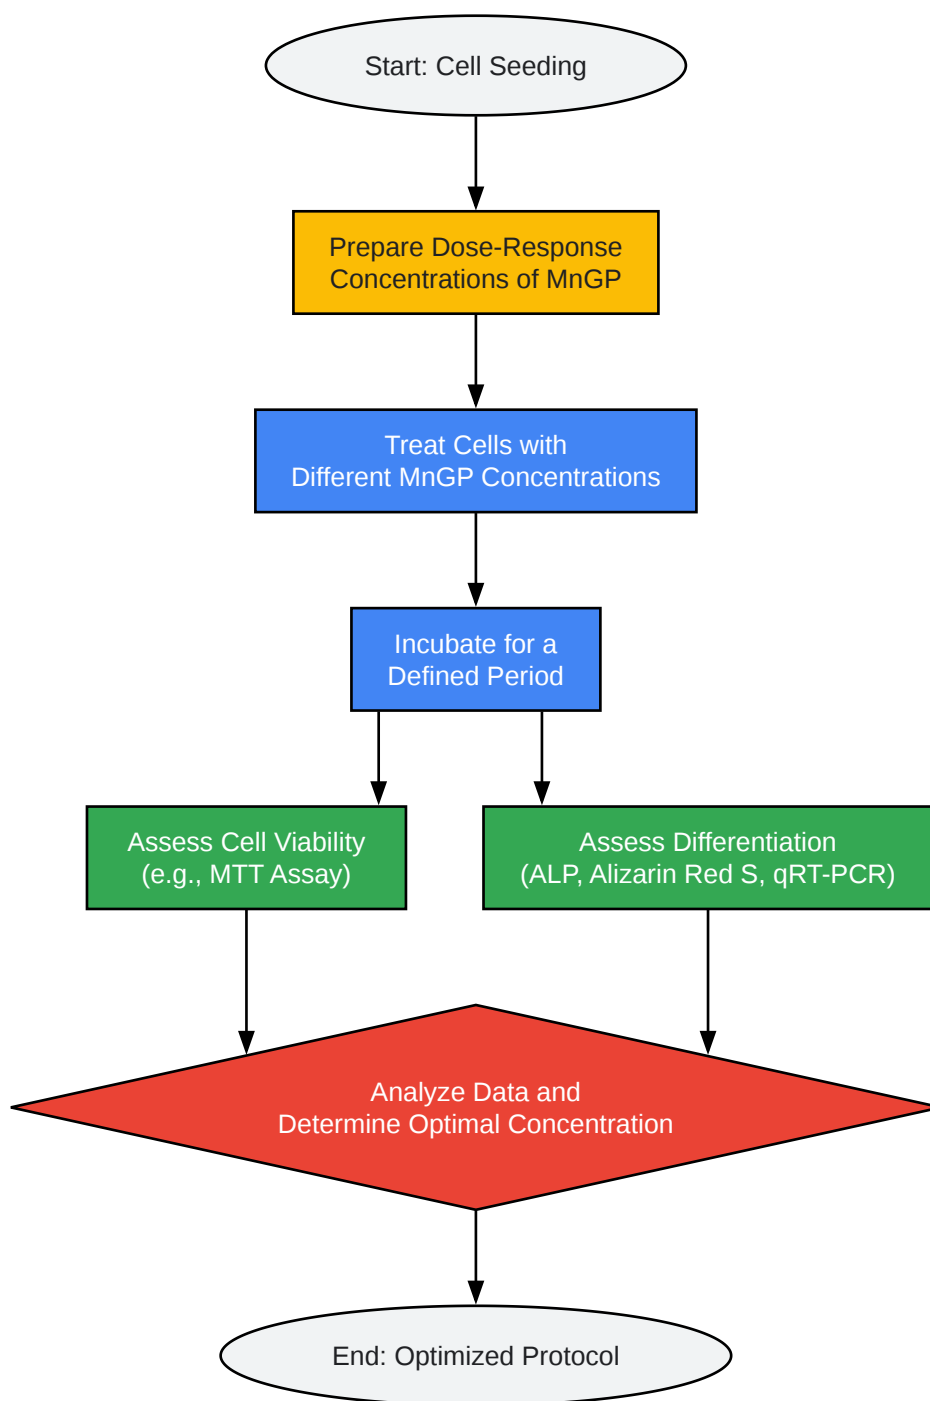 Start: Cell Seeding
Prepare Dose-Response
Concentrations of MnGP
Treat Cells with
Different MnGP Concentrations
Incubate for a
Defined Period
Assess Cell Viability
(e.g., MTT Assay)
Assess Differentiation
(ALP, Alizarin Red S, qRT-PCR)
Analyze Data and
Determine Optimal Concentration
End: Optimized Protocol